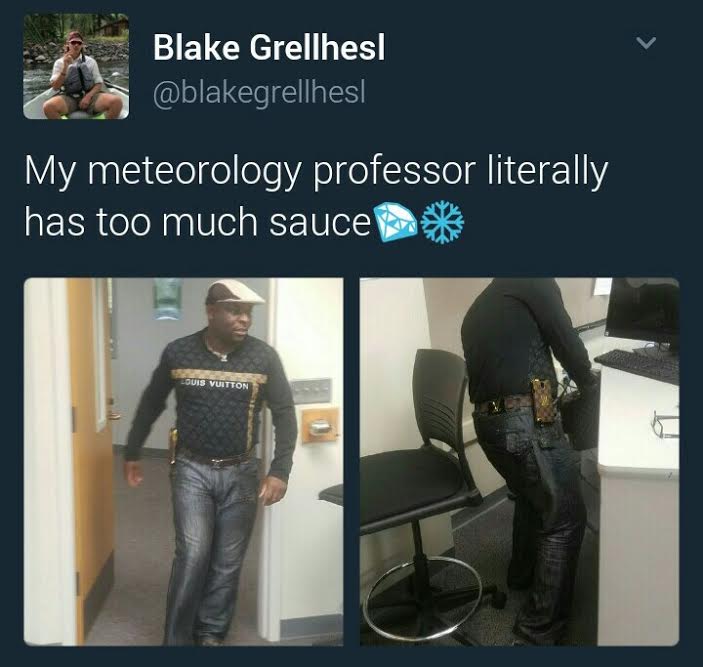 Blake Grellhesl
@blakegrellhesl
My meteorology professor literally
has too much sauce💎❄
LOUIS VUITTON